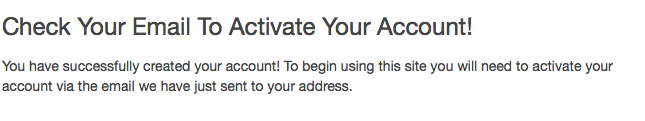 Check Your Email To Activate Your Account!
You have successfully created your account! To begin using this site you will need to activate your
account via the email we have just sent to your address.